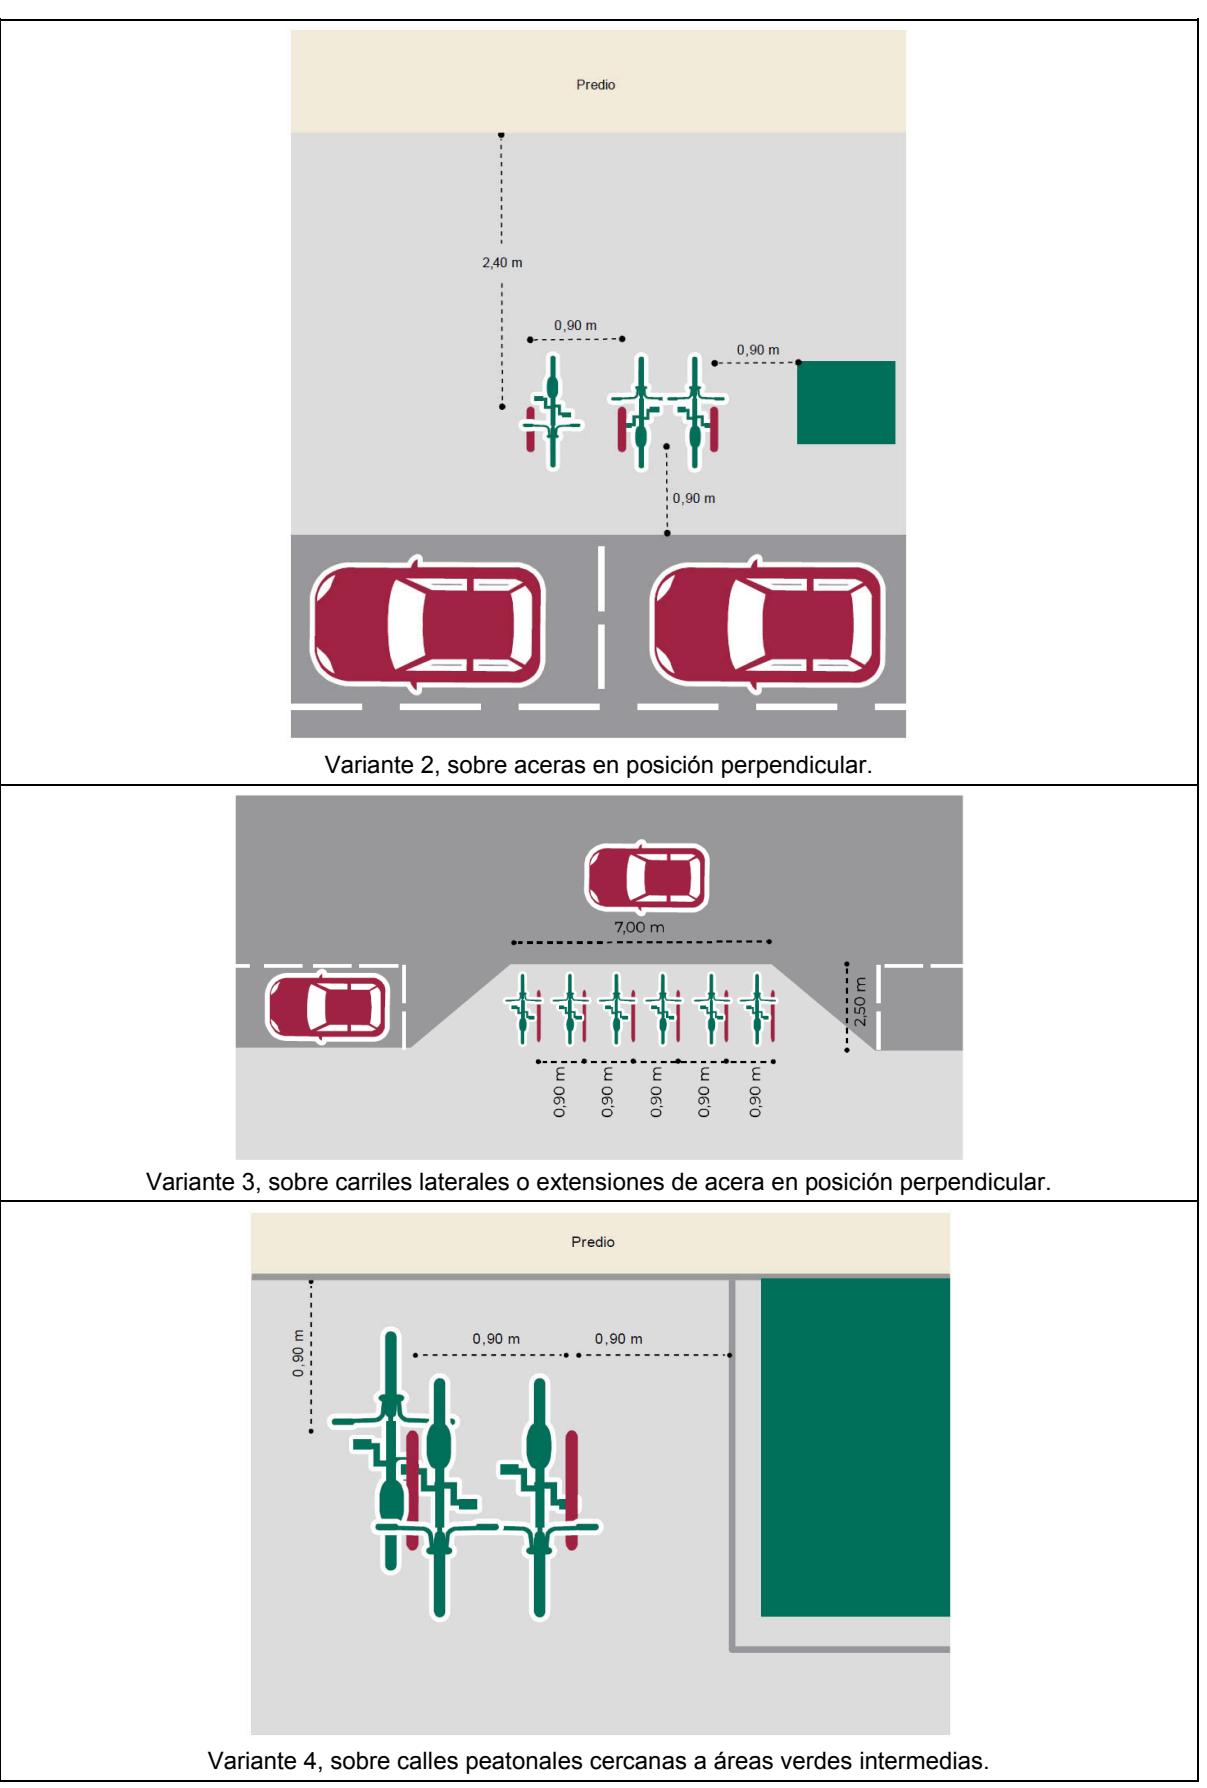 Predio
2,40 m
0,90 m
0,90 m
0,90 m
Variante 2, sobre aceras en posición perpendicular.
7,00 m
2,50 m
0,90 m
0,90 m
0,90 m
0,90 m
0,90 m
Variante 3, sobre carriles laterales o extensiones de acera en posición perpendicular.
Predio
0,90 m
0,90 m
0,90 m
Variante 4, sobre calles peatonales cercanas a áreas verdes intermedias.